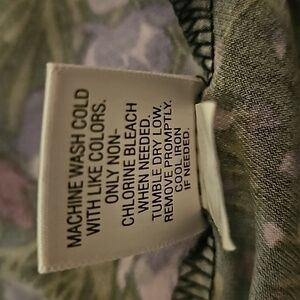 MACHINE WASH COLD
WITH LIKE COLORS.
ONLY NON-
CHLORINE BLEACH
WHEN NEEDED.
TUMBLE DRY LOW.
REMOVE PROMPTLY.
COOL IRON
IF NEEDED.